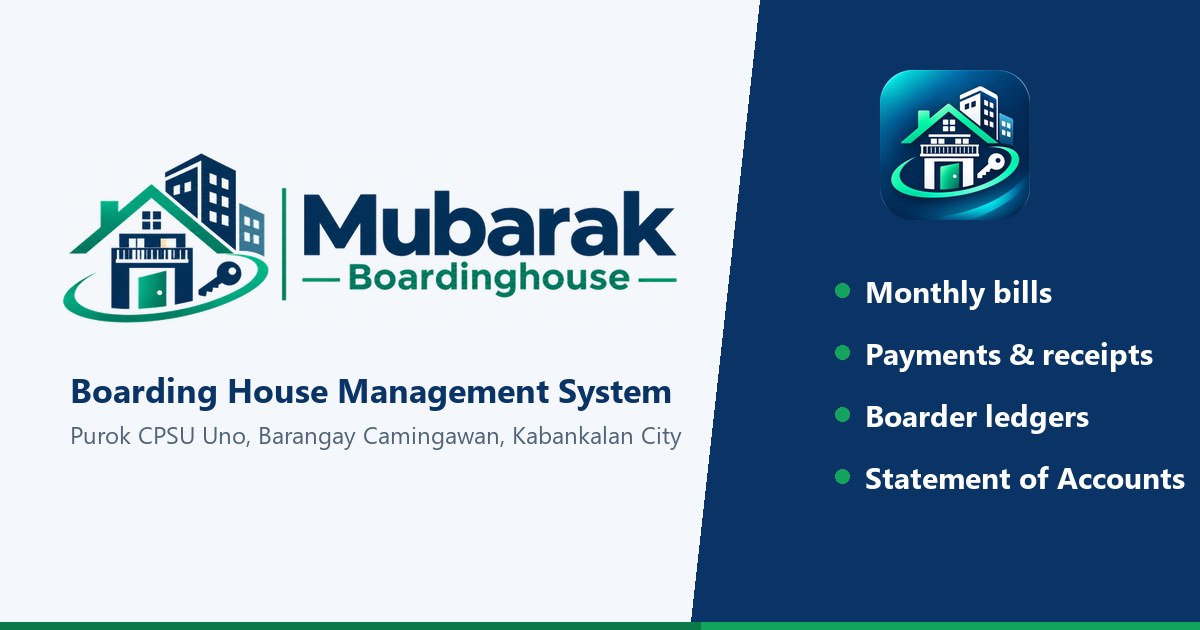 Mubarak
Boardinghouse
Boarding House Management System
Purok CPSU Uno, Barangay Camingawan, Kabankalan City
Monthly bills
Payments & receipts
Boarder ledgers
Statement of Accounts